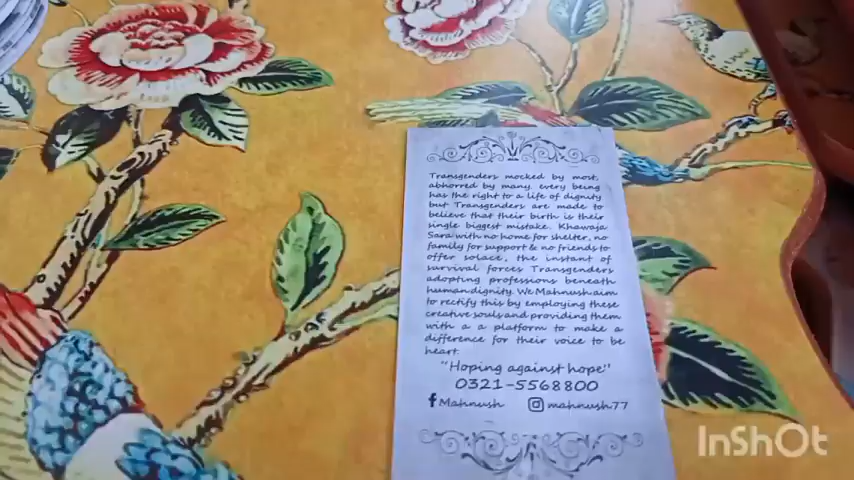 Transgenders mocked by most,
abhorred by many, every being
has the right to a life of dignity
but Transgenders are made to
believe that their birth is their
single biggest mistake. Khawaja
Sara with no home for shelter, no
family for support & no friends to
offer solace, the instant of
survival forces Transgenders
adopting professions beneath
human dignity. We Mahnush aim
to rectify this by employing these
creative souls and providing them
with a a platform to make a
difference for their voice to be
heart.
"Hoping against hope"
0321-5568800
Mahnush mahnush77
InShOt